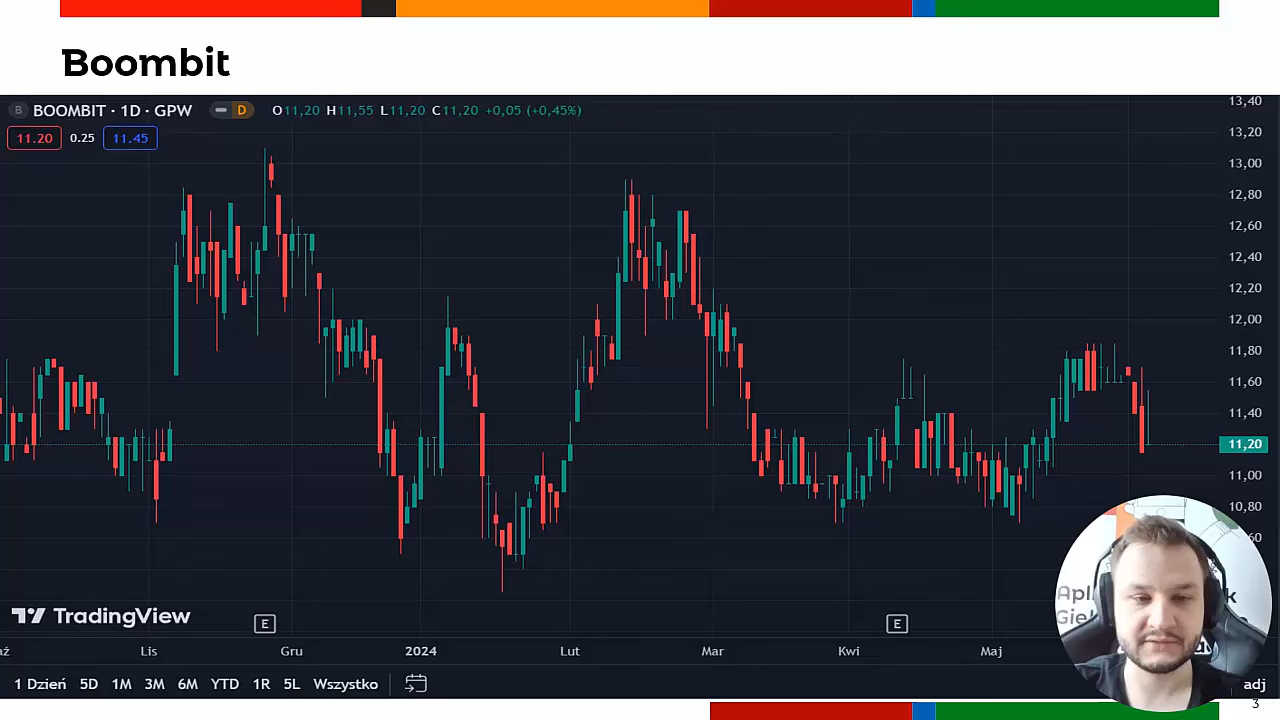 Boombit
B BOOMBIT · 1D · GPW D O11,20 H11,55 L11,20 C11,20 +0,05 (+0,45%)
11.20 0.25 11.45
13,40
13,20
13,00
12,80
12,60
12,40
12,20
12,00
11,80
11,60
11,40
11,20
11,00
10,80
60
TradingView
E E
Lis Gru 2024 Lut Mar Kwi Maj
1 Dzień 5D 1M 3M 6M YTD 1R 5L Wszystko adj
3